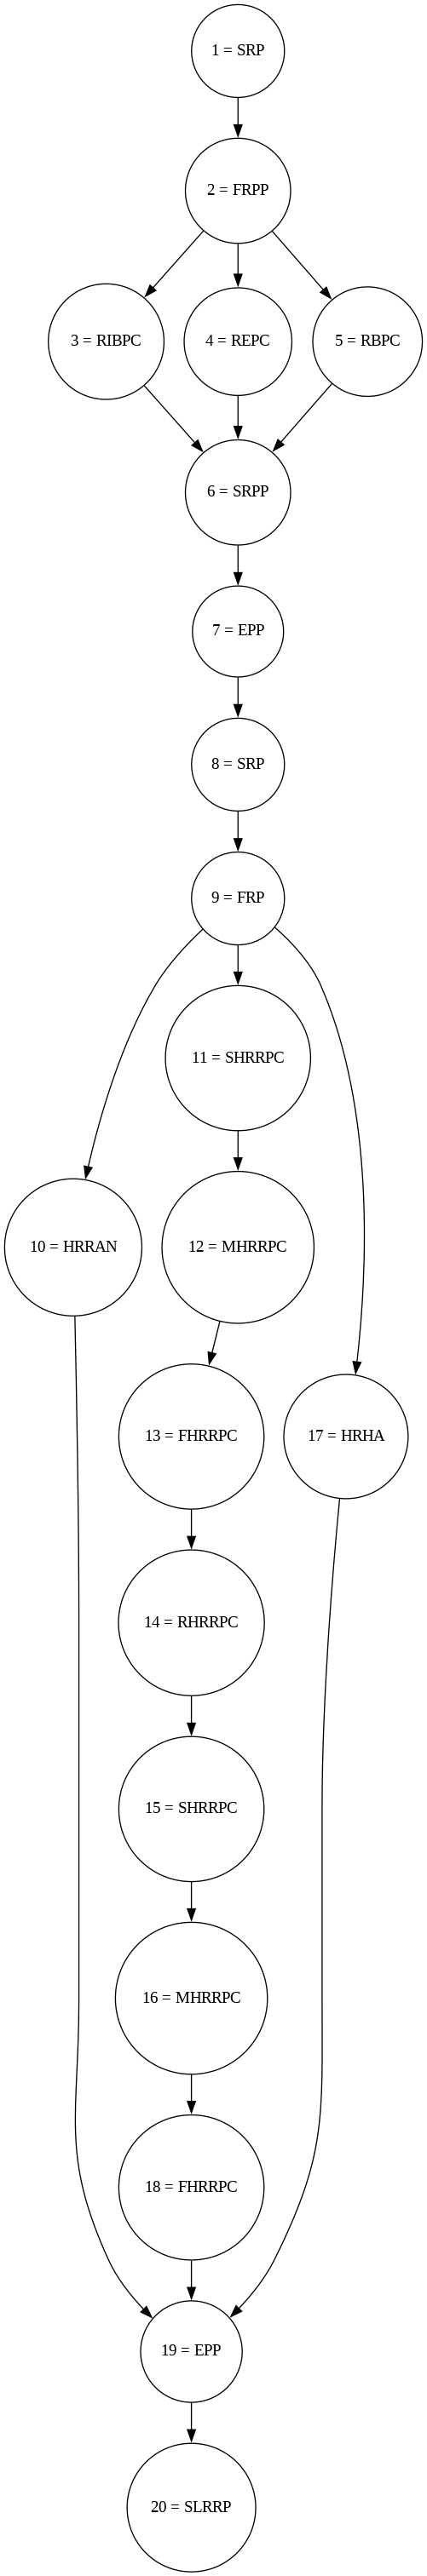 1 = SRP
2 = FRPP
3 = RIBPC
4 = REPC
5 = RBPC
6 = SRPP
7 = EPP
8 = SRP
9 = FRP
11 = SHRRPC
10 = HRRAN
12 = MHRRPC
13 = FHRRPC
17 = HRHA
14 = RHRRPC
15 = SHRRPC
16 = MHRRPC
18 = FHRRPC
19 = EPP
20 = SLRRP